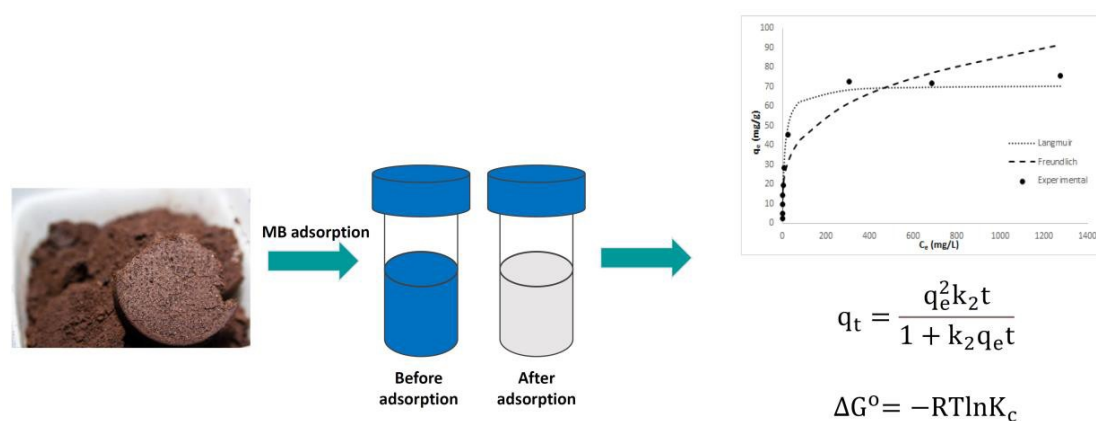 MB adsorption
Before
adsorption
After
adsorption
100
90
80
70
60
50
40
30
20
10
0
qₑ (mg/g)
0 200 400 600 800 1000 1200 1400
Cₑ (mg/L)
Langmuir
Freundlich
Experimental
qₜ = qₑ²k₂t / 1 + k₂qₑt
ΔG° = −RTlnK_c